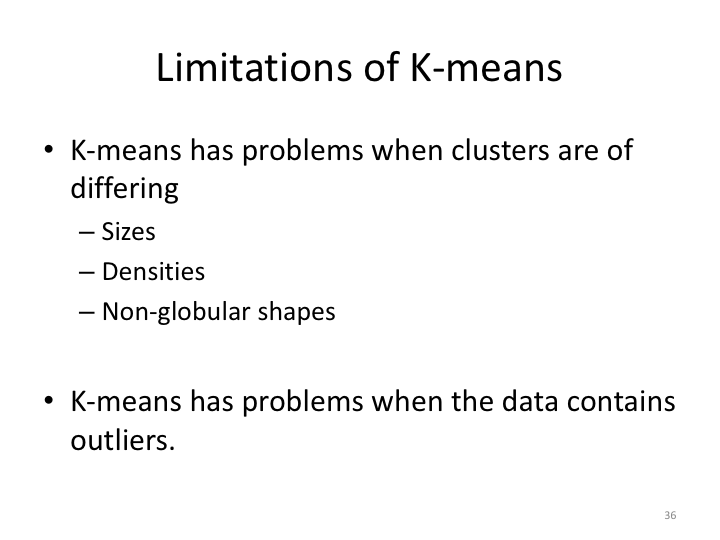 Limitations of K-means
• K-means has problems when clusters are of
differing
– Sizes
– Densities
– Non-globular shapes
• K-means has problems when the data contains
outliers.
36